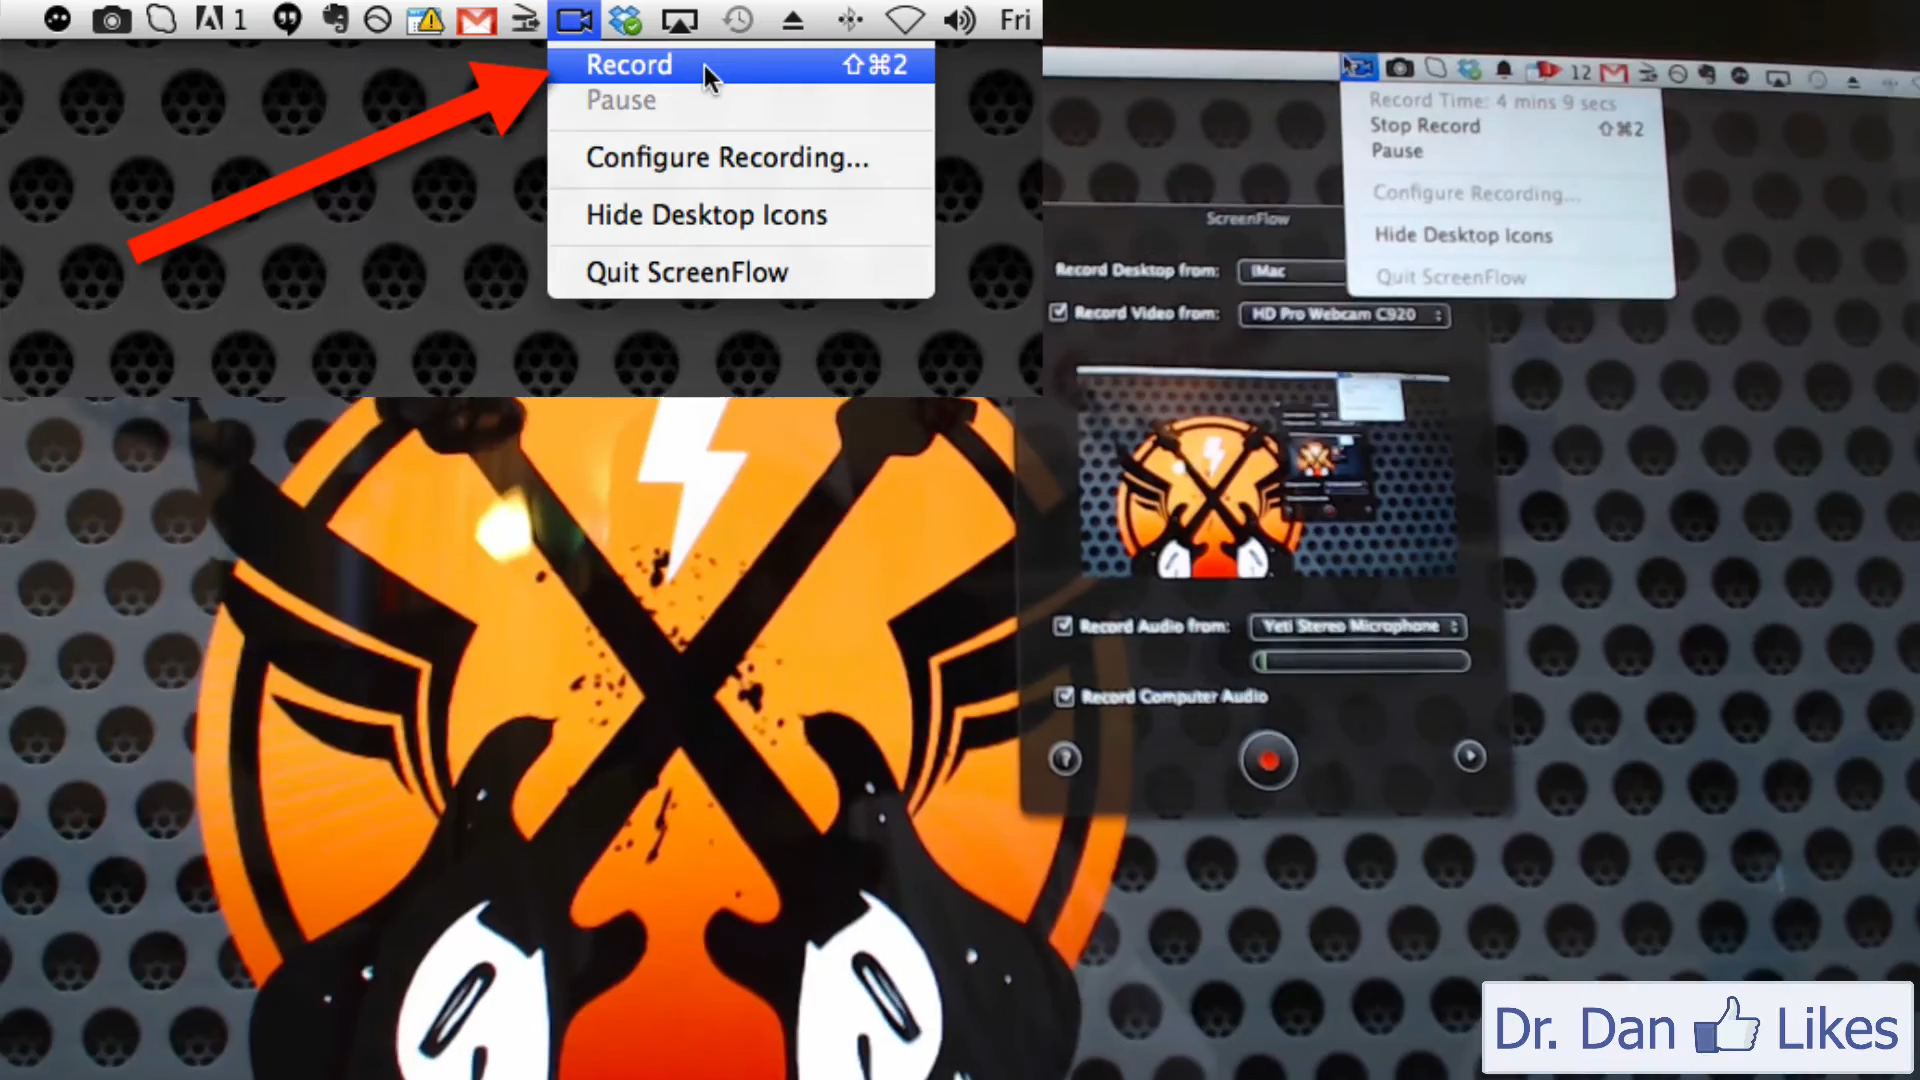 1 Fri
Record ⇧⌘2
Pause
Configure Recording...
Hide Desktop Icons
Quit ScreenFlow
12
Record Time: 4 mins 9 secs
Stop Record ⇧⌘2
Pause
Configure Recording...
Hide Desktop Icons
Quit ScreenFlow
ScreenFlow
Record Desktop from: iMac
Record Video from: HD Pro Webcam C920
Record Audio from: Yeti Stereo Microphone
Record Computer Audio
?
Dr. Dan Likes